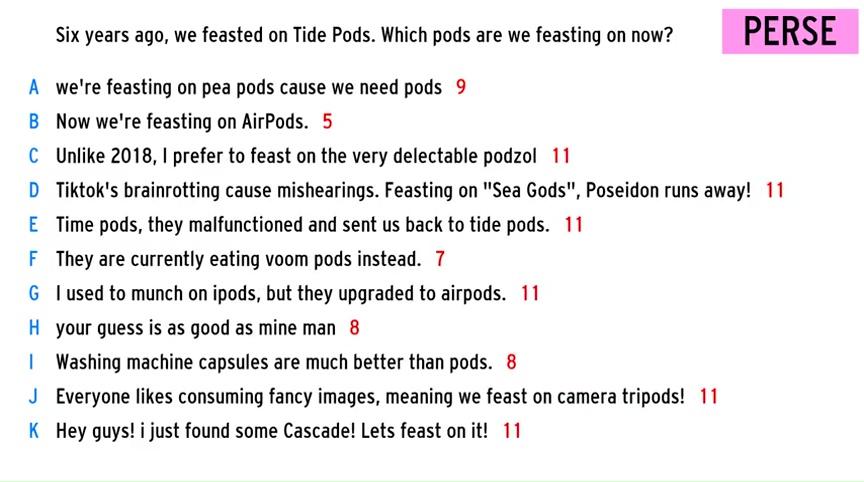 Six years ago, we feasted on Tide Pods. Which pods are we feasting on now?
PERSE
A we're feasting on pea pods cause we need pods 9
B Now we're feasting on AirPods. 5
C Unlike 2018, I prefer to feast on the very delectable podzol 11
D Tiktok's brainrotting cause mishearings. Feasting on "Sea Gods", Poseidon runs away! 11
E Time pods, they malfunctioned and sent us back to tide pods. 11
F They are currently eating voom pods instead. 7
G I used to munch on ipods, but they upgraded to airpods. 11
H your guess is as good as mine man 8
I Washing machine capsules are much better than pods. 8
J Everyone likes consuming fancy images, meaning we feast on camera tripods! 11
K Hey guys! i just found some Cascade! Lets feast on it! 11